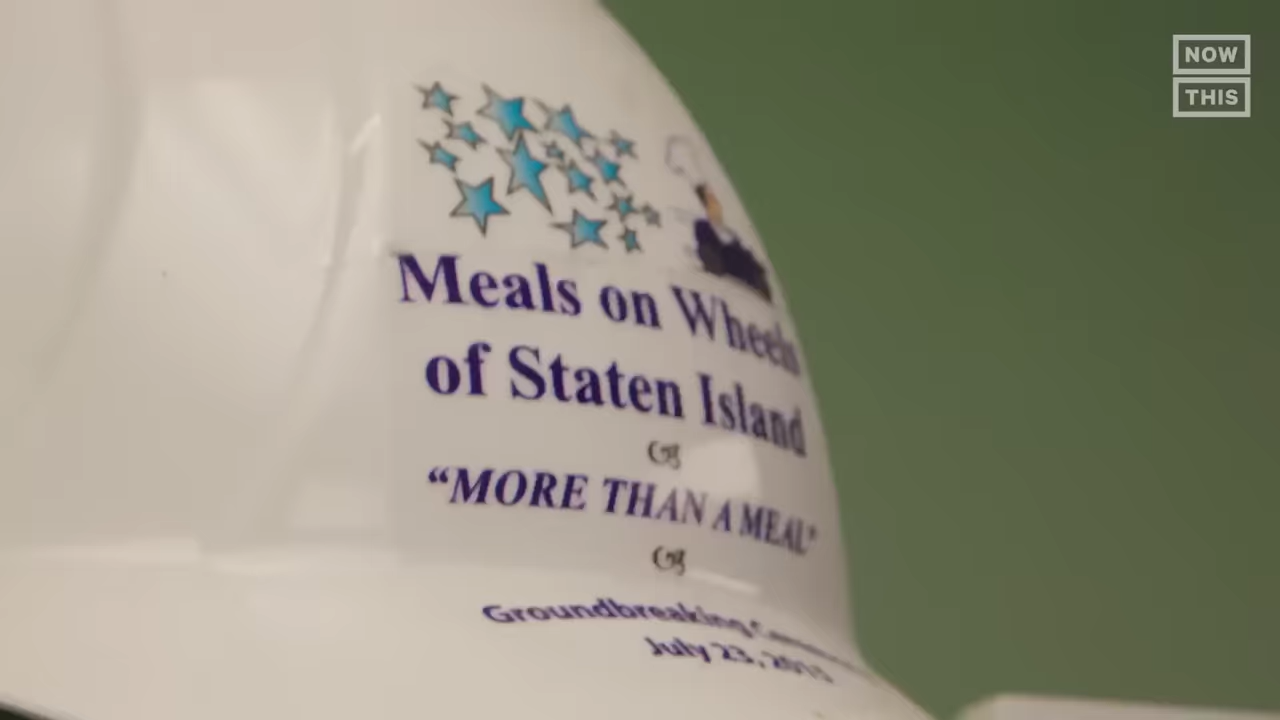 NOW
THIS
Meals on Wheels
of Staten Island
“MORE THAN A MEAL”
Groundbreaking
July 23,